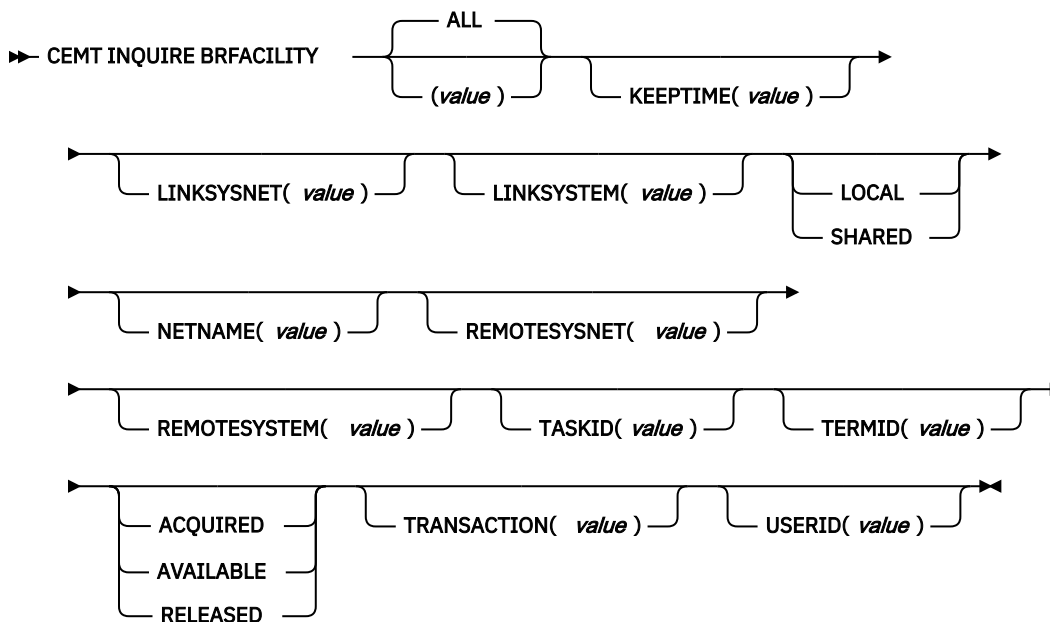 ALL
CEMT INQUIRE BRFACILITY
(value )
KEEPTIME( value )
LINKSYSNET( value )
LINKSYSTEM( value )
LOCAL
SHARED
NETNAME( value )
REMOTESYSNET( value )
REMOTESYSTEM( value )
TASKID( value )
TERMID( value )
ACQUIRED
TRANSACTION( value )
USERID( value )
AVAILABLE
RELEASED